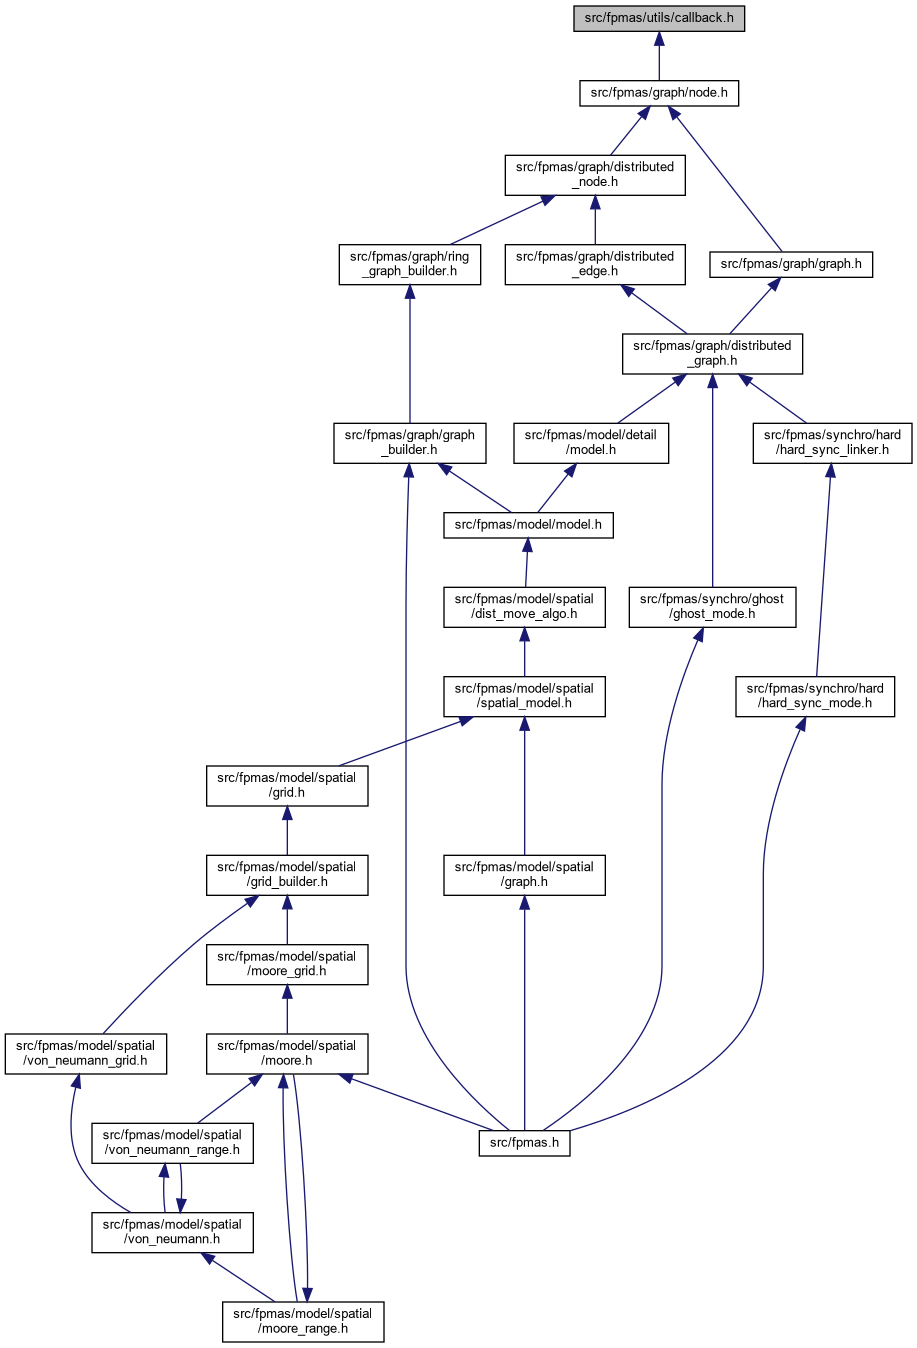 src/fpmas/utils/callback.h
src/fpmas/graph/node.h
src/fpmas/graph/distributed
_node.h
src/fpmas/graph/ring
_graph_builder.h
src/fpmas/graph/distributed
_edge.h
src/fpmas/graph/graph.h
src/fpmas/graph/distributed
_graph.h
src/fpmas/graph/graph
_builder.h
src/fpmas/model/detail
/model.h
src/fpmas/synchro/hard
/hard_sync_linker.h
src/fpmas/model/model.h
src/fpmas/model/spatial
/dist_move_algo.h
src/fpmas/synchro/ghost
/ghost_mode.h
src/fpmas/model/spatial
/spatial_model.h
src/fpmas/synchro/hard
/hard_sync_mode.h
src/fpmas/model/spatial
/grid.h
src/fpmas/model/spatial
/grid_builder.h
src/fpmas/model/spatial
/graph.h
src/fpmas/model/spatial
/moore_grid.h
src/fpmas/model/spatial
/von_neumann_grid.h
src/fpmas/model/spatial
/moore.h
src/fpmas/model/spatial
/von_neumann_range.h
src/fpmas.h
src/fpmas/model/spatial
/von_neumann.h
src/fpmas/model/spatial
/moore_range.h